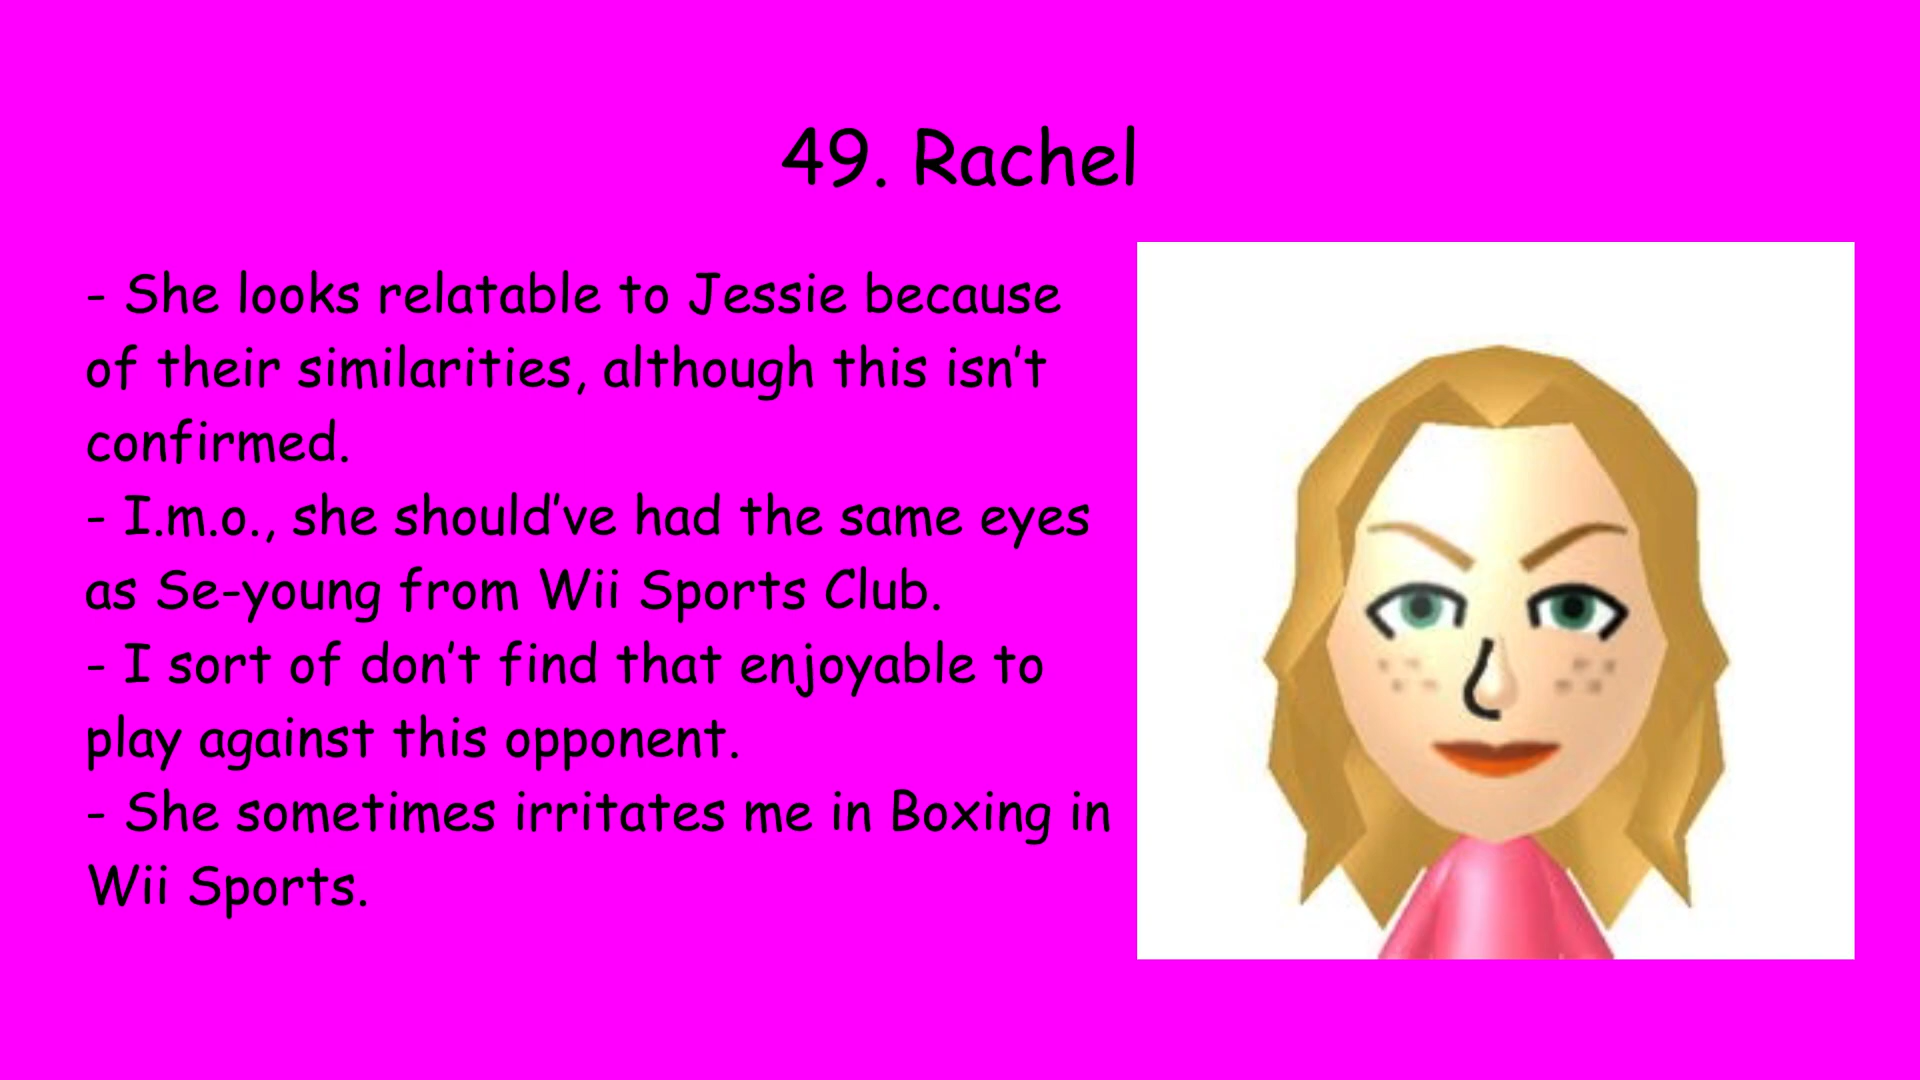 49. Rachel
- She looks relatable to Jessie because
of their similarities, although this isn’t
confirmed.
- I.m.o., she should’ve had the same eyes
as Se-young from Wii Sports Club.
- I sort of don’t find that enjoyable to
play against this opponent.
- She sometimes irritates me in Boxing in
Wii Sports.